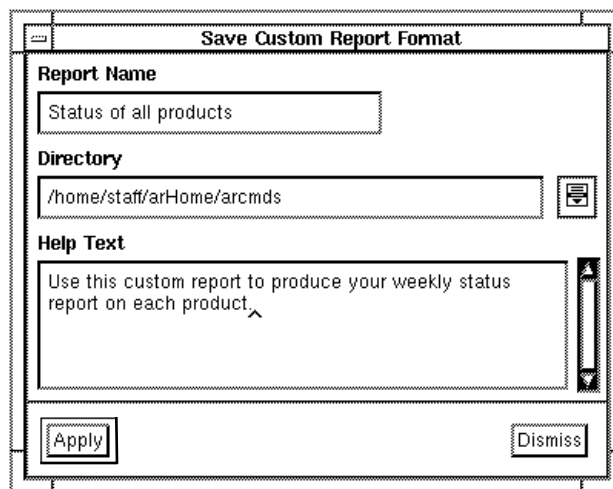 Save Custom Report Format
Report Name
Status of all products
Directory
/home/staff/arHome/arcmds
Help Text
Use this custom report to produce your weekly status
report on each product.
Apply
Dismiss